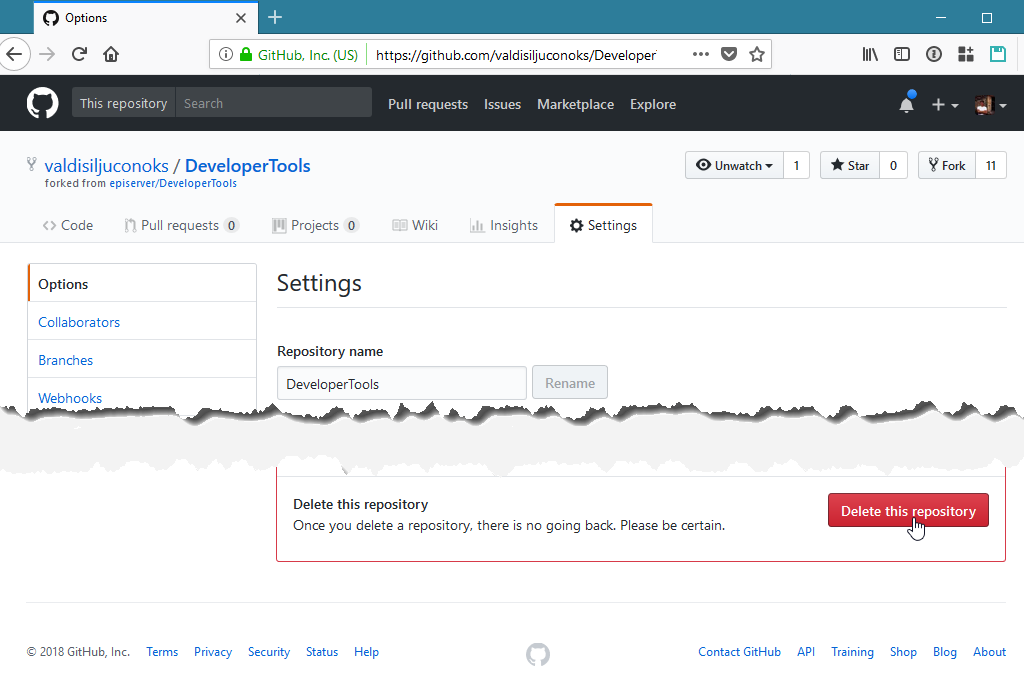 Options
GitHub, Inc. (US) https://github.com/valdisiljuconoks/Developer
This repository Search Pull requests Issues Marketplace Explore
valdisiljuconoks / DeveloperTools
forked from episerver/DeveloperTools
Unwatch 1 Star 0 Fork 11
Code Pull requests 0 Projects 0 Wiki Insights Settings
Options
Collaborators
Branches
Webhooks
Settings
Repository name
DeveloperTools Rename
Delete this repository
Once you delete a repository, there is no going back. Please be certain.
Delete this repository
© 2018 GitHub, Inc. Terms Privacy Security Status Help Contact GitHub API Training Shop Blog About